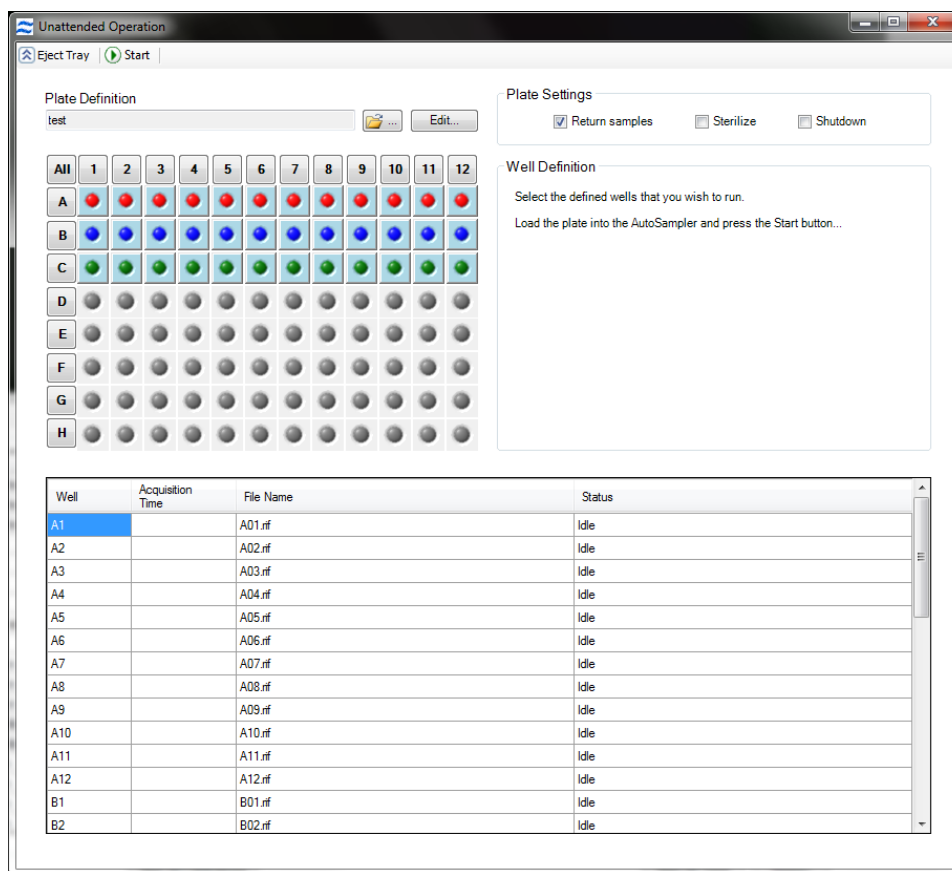 Unattended Operation
Eject Tray Start
Plate Definition
test
... Edit...
Plate Settings
Return samples Sterilize Shutdown
All 1 2 3 4 5 6 7 8 9 10 11 12
A
B
C
D
E
F
G
H
Well Definition
Select the defined wells that you wish to run.
Load the plate into the AutoSampler and press the Start button...
Well Acquisition Time File Name Status
A1 A01.rif Idle
A2 A02.rif Idle
A3 A03.rif Idle
A4 A04.rif Idle
A5 A05.rif Idle
A6 A06.rif Idle
A7 A07.rif Idle
A8 A08.rif Idle
A9 A09.rif Idle
A10 A10.rif Idle
A11 A11.rif Idle
A12 A12.rif Idle
B1 B01.rif Idle
B2 B02.rif Idle